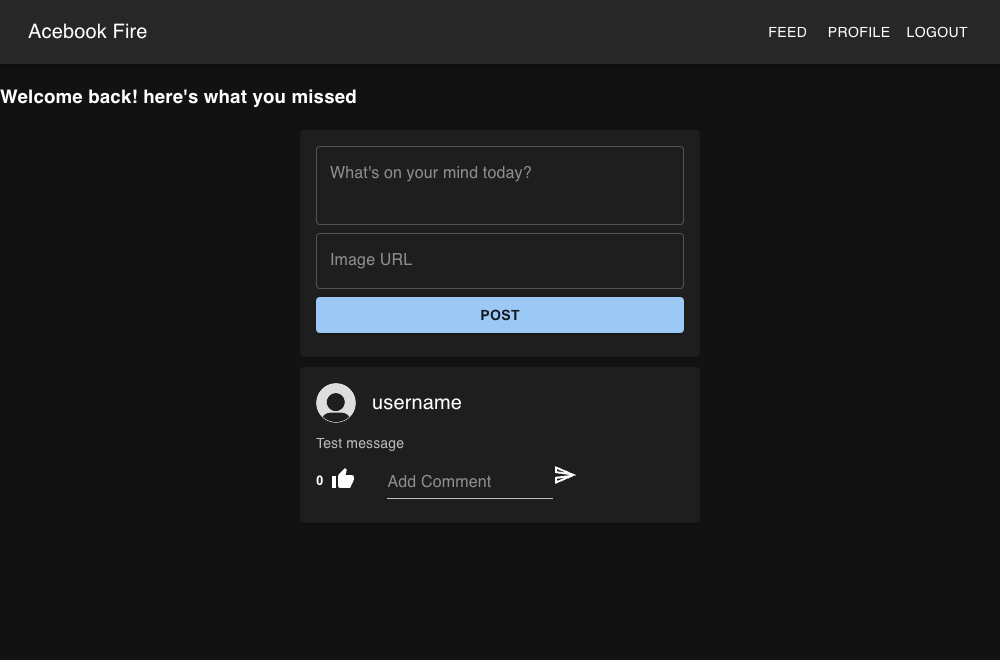 Acebook Fire
FEED PROFILE LOGOUT
Welcome back! here's what you missed
What's on your mind today?
Image URL
POST
username
Test message
0
Add Comment